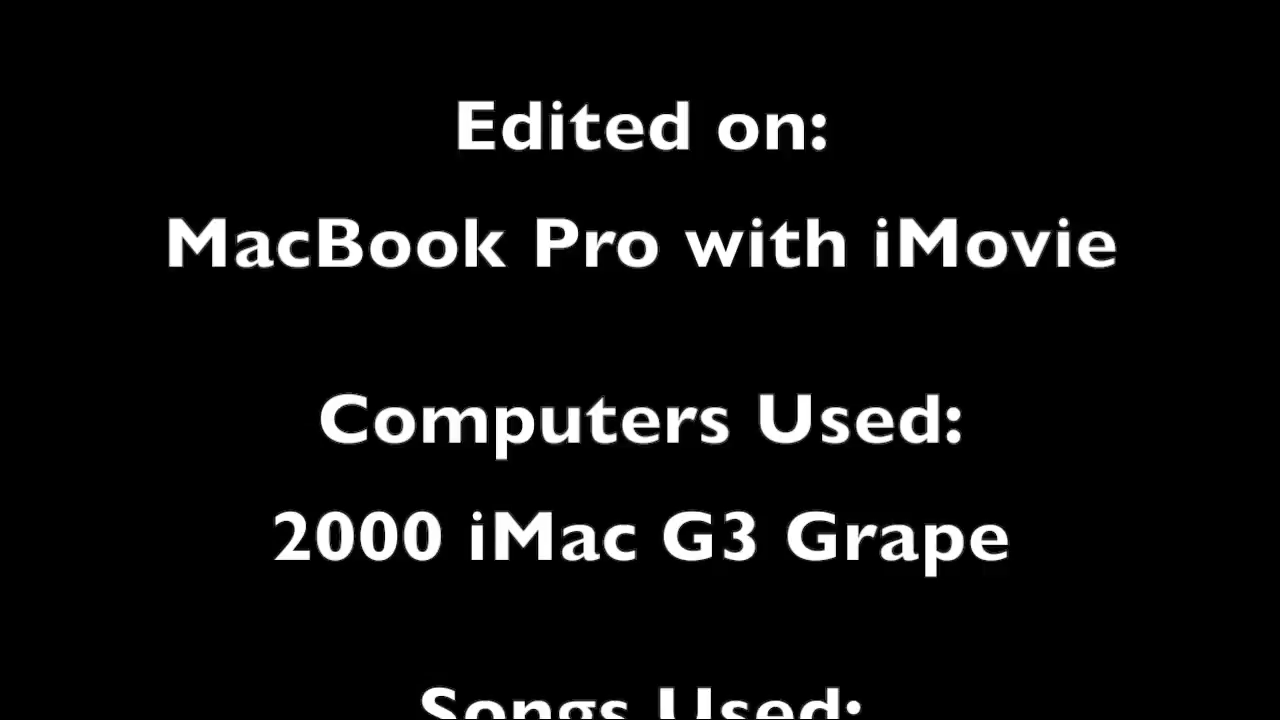 Edited on:
MacBook Pro with iMovie
Computers Used:
2000 iMac G3 Grape
Songs Used: